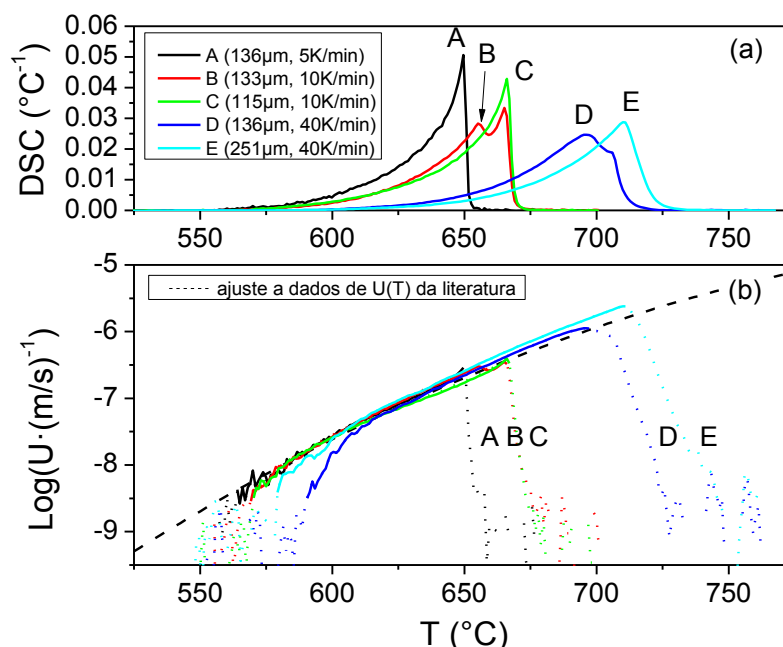 0.06
0.05
0.04
0.03
0.02
0.01
0.00
DSC (°C⁻¹)
A (136µm, 5K/min)
B (133µm, 10K/min)
C (115µm, 10K/min)
D (136µm, 40K/min)
E (251µm, 40K/min)
A
B
C
D
E
(a)
550 600 650 700 750
-5
-6
-7
-8
-9
Log(U·(m/s)⁻¹)
ajuste a dados de U(T) da literatura
(b)
A B C D E
550 600 650 700 750
T (°C)